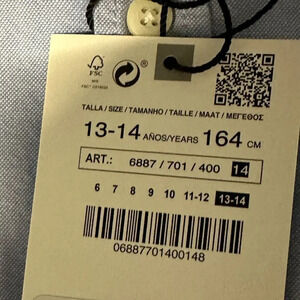 FSC
TALLA / SIZE / TAMANHO / TAILLE / MAAT / ΜΕΓΕΘΟΣ
13-14 AÑOS/YEARS 164 CM
ART.: 6887 / 701 / 400 14
6 7 8 9 10 11-12 13-14
06887701400148